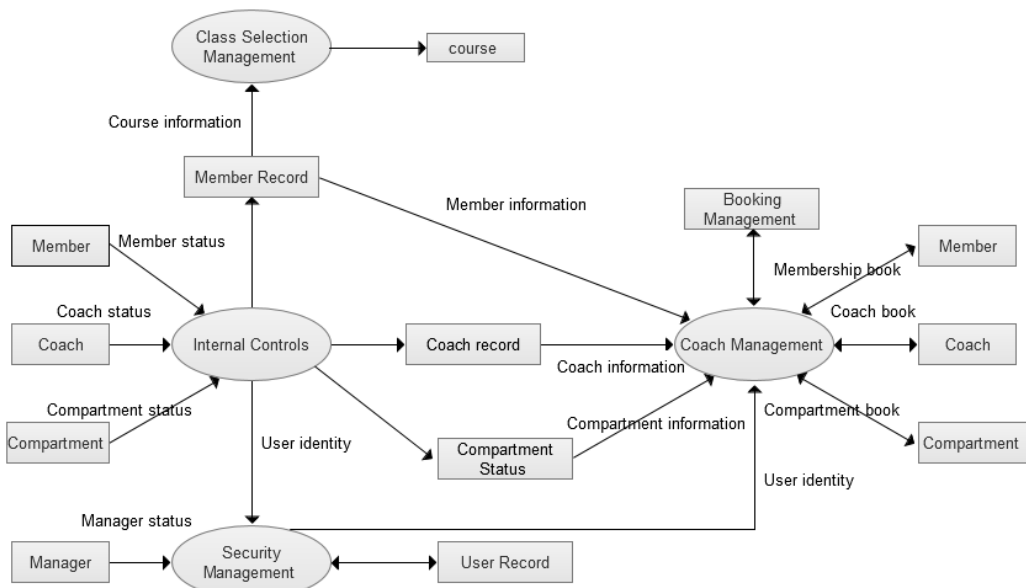 Class Selection
Management
course
Course information
Member Record
Member information
Booking
Management
Member
Member status
Member
Membership book
Coach status
Coach book
Coach
Internal Controls
Coach record
Coach Management
Coach
Coach information
Compartment status
Compartment book
Compartment information
Compartment
User identity
Compartment
Status
Compartment
User identity
Manager status
Manager
Security
Management
User Record